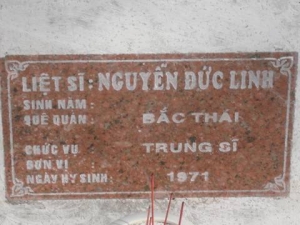 LIỆT SĨ: NGUYỄN ĐỨC LINH
SINH NĂM :
QUÊ QUÁN : BẮC THÁI
CHỨC VỤ : TRUNG SĨ
ĐƠN VỊ :
NGÀY HY SINH : 1971